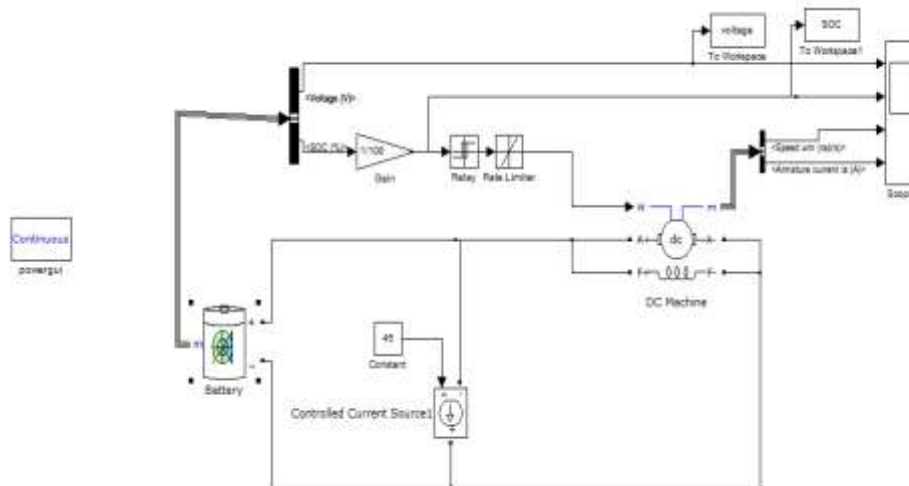 voltage
To Workspace
SOC
To Workspace1
<Voltage (V)>
<SOC (%)>
1/100
Gain
Relay
Rate Limiter
<Speed wm (rad/s)>
<Armature current ia (A)>
Scop
Continuous
powergui
w
m
A+
dc
A-
F+
F-
DC Machine
m
+
-
Battery
45
Constant
Controlled Current Source1